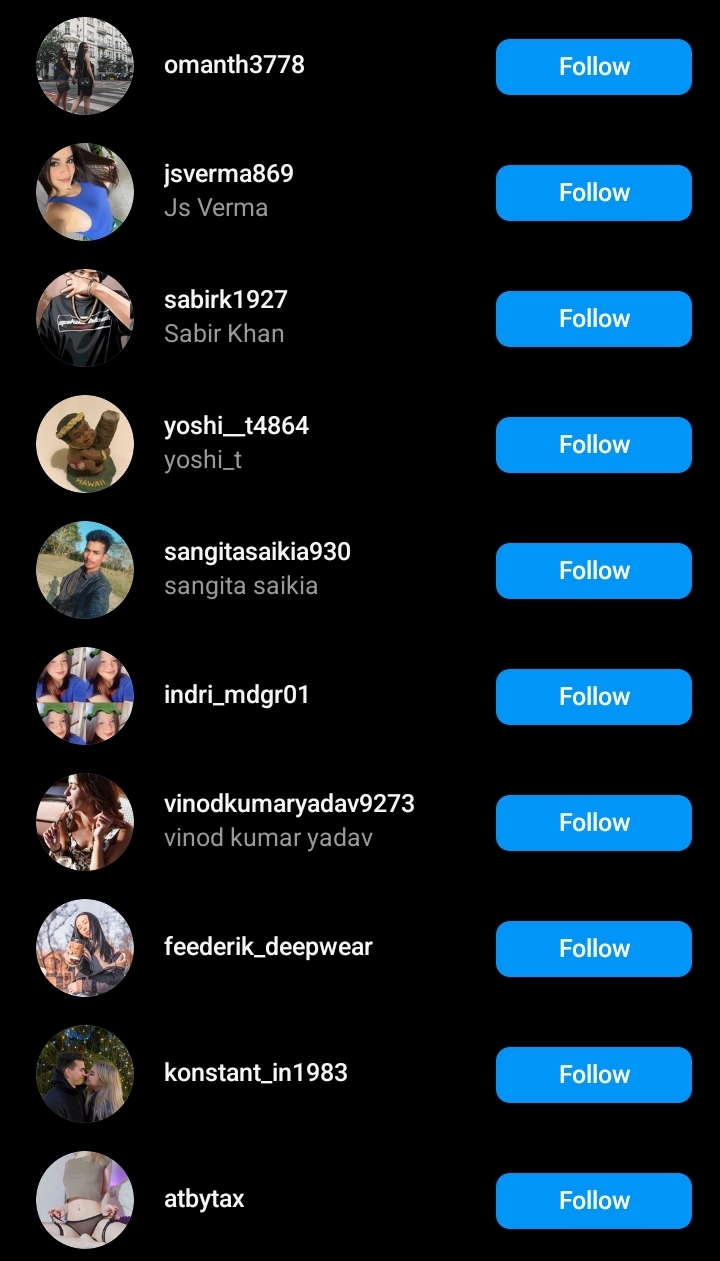 omanth3778
Follow
jsverma869
Js Verma
Follow
sabirk1927
Sabir Khan
Follow
yoshi__t4864
yoshi_t
Follow
HAWAII
sangitasaikia930
sangita saikia
Follow
indri_mdgr01
Follow
vinodkumaryadav9273
vinod kumar yadav
Follow
feederik_deepwear
Follow
konstant_in1983
Follow
atbytax
Follow